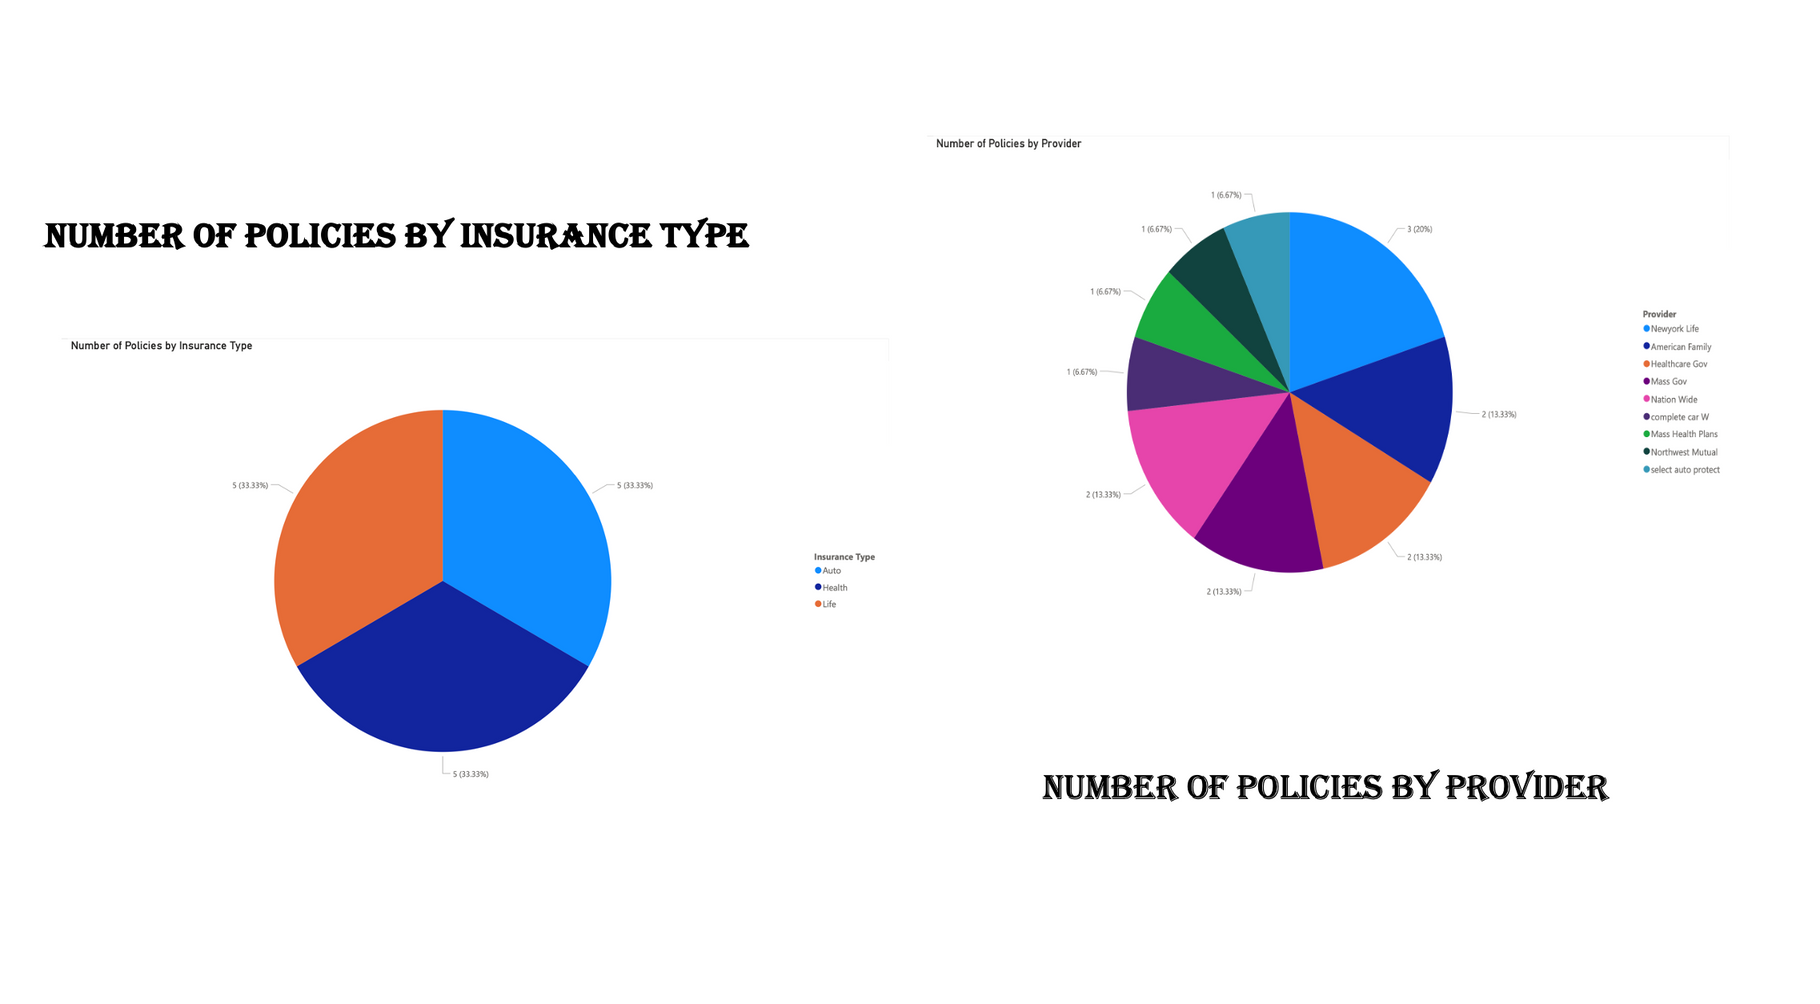 NUMBER OF POLICIES BY INSURANCE TYPE
Number of Policies by Insurance Type
5 (33.33%)
5 (33.33%)
5 (33.33%)
Insurance Type
Auto
Health
Life
Number of Policies by Provider
1 (6.67%)
1 (6.67%)
1 (6.67%)
1 (6.67%)
2 (13.33%)
2 (13.33%)
3 (20%)
2 (13.33%)
2 (13.33%)
Provider
Newyork Life
American Family
Healthcare Gov
Mass Gov
Nation Wide
complete car W
Mass Health Plans
Northwest Mutual
select auto protect
NUMBER OF POLICIES BY PROVIDER